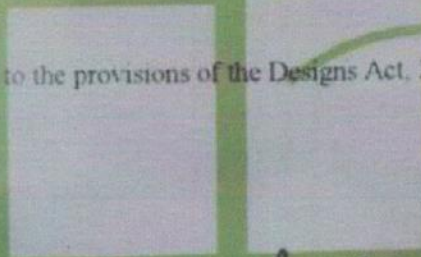 to the provisions of the Designs Act,